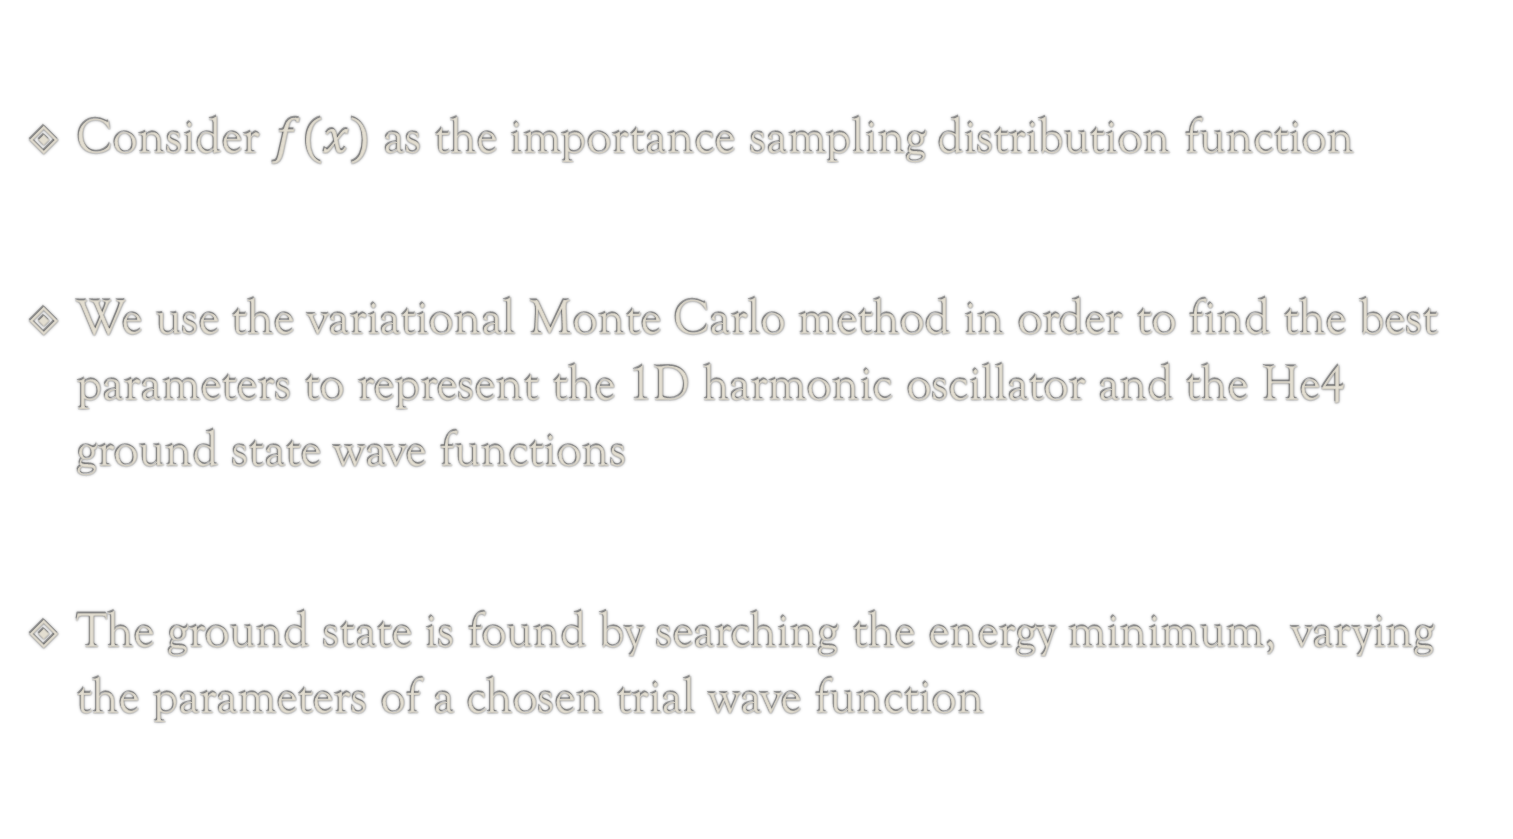 Consider f(x) as the importance sampling distribution function
We use the variational Monte Carlo method in order to find the best
parameters to represent the 1D harmonic oscillator and the He4
ground state wave functions
The ground state is found by searching the energy minimum, varying
the parameters of a chosen trial wave function